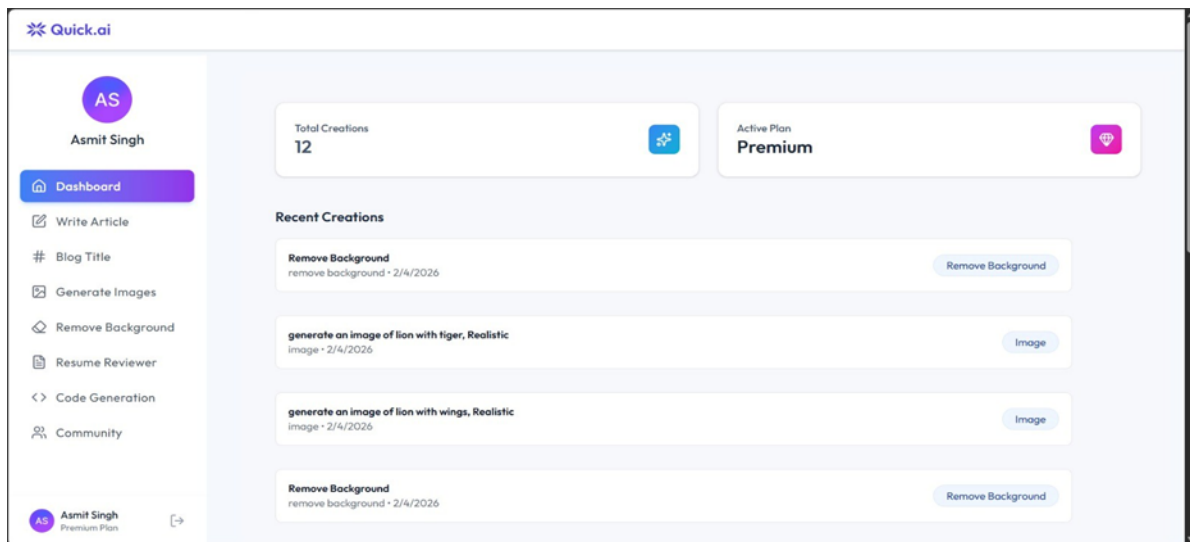 Quick.ai
AS
Asmit Singh
Dashboard
Write Article
Blog Title
Generate Images
Remove Background
Resume Reviewer
Code Generation
Community
AS
Asmit Singh
Premium Plan
Total Creations
12
Active Plan
Premium
Recent Creations
Remove Background
remove background • 2/4/2026
Remove Background
generate an image of lion with tiger, Realistic
image • 2/4/2026
Image
generate an image of lion with wings, Realistic
image • 2/4/2026
Image
Remove Background
remove background • 2/4/2026
Remove Background